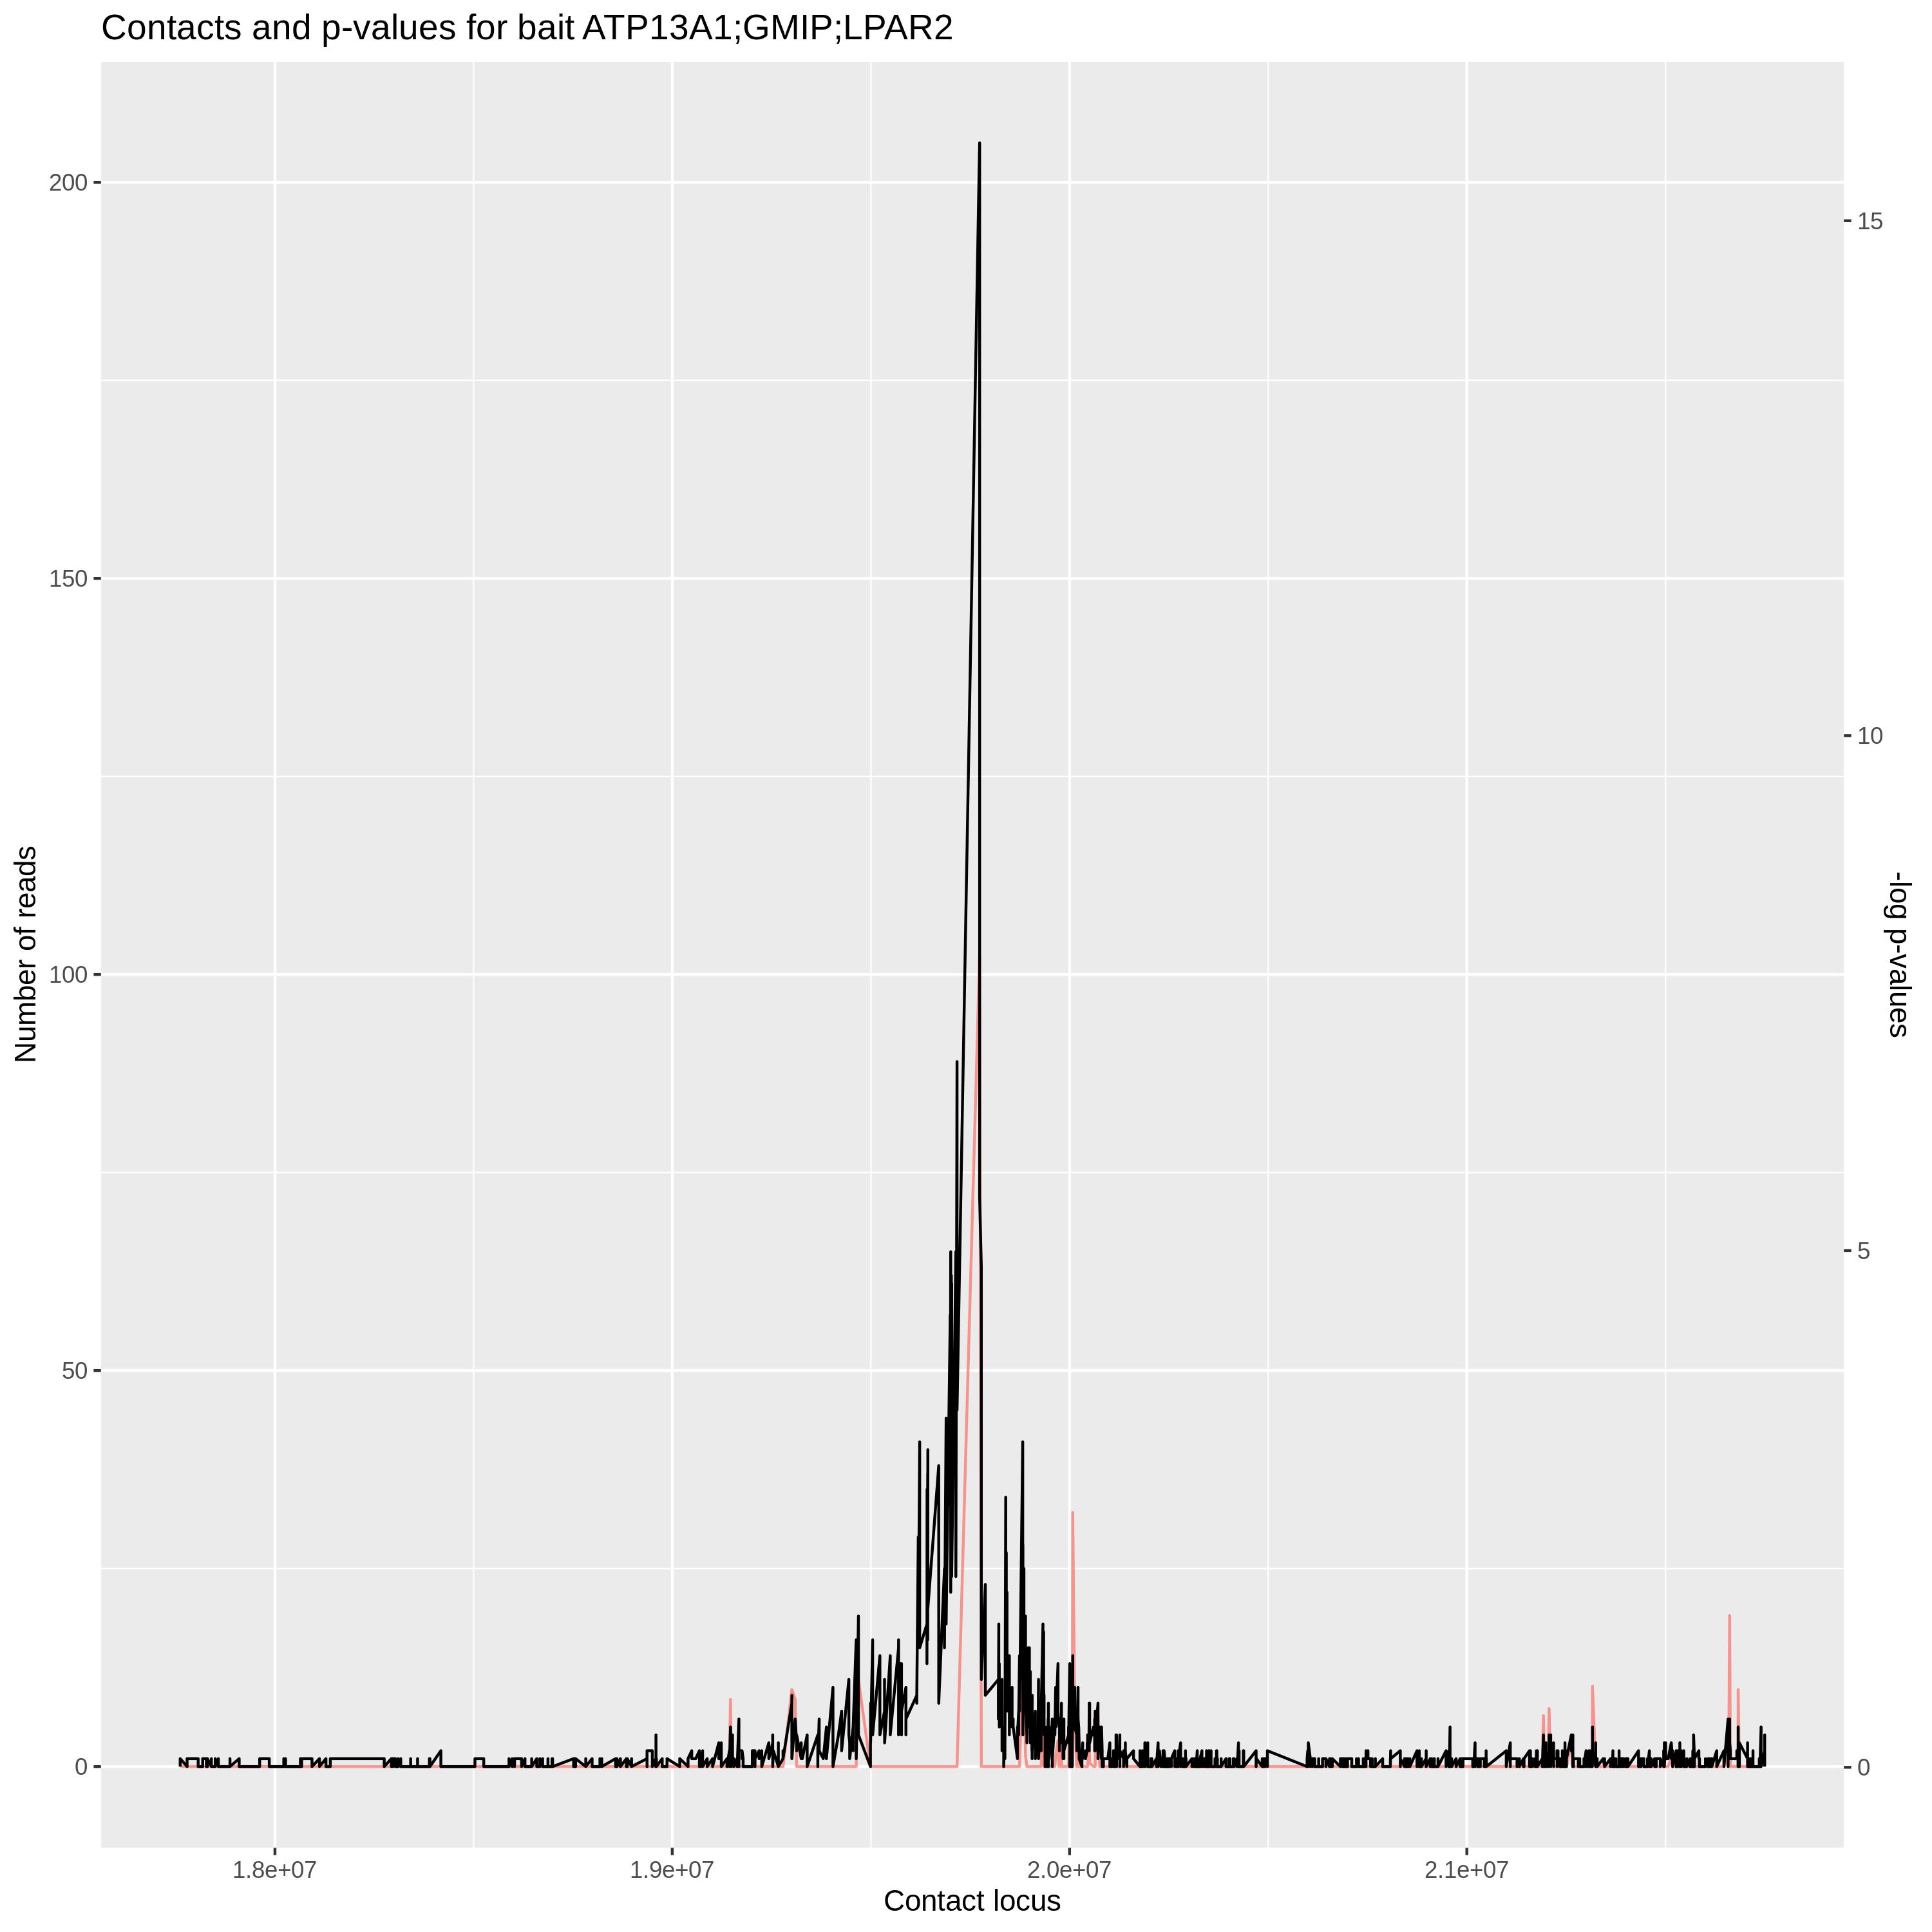 Contacts and p-values for bait ATP13A1;GMIP;LPAR2
200
150
100
50
0
Number of reads
15
10
5
0
-log p-values
1.8e+07 1.9e+07 2.0e+07 2.1e+07
Contact locus